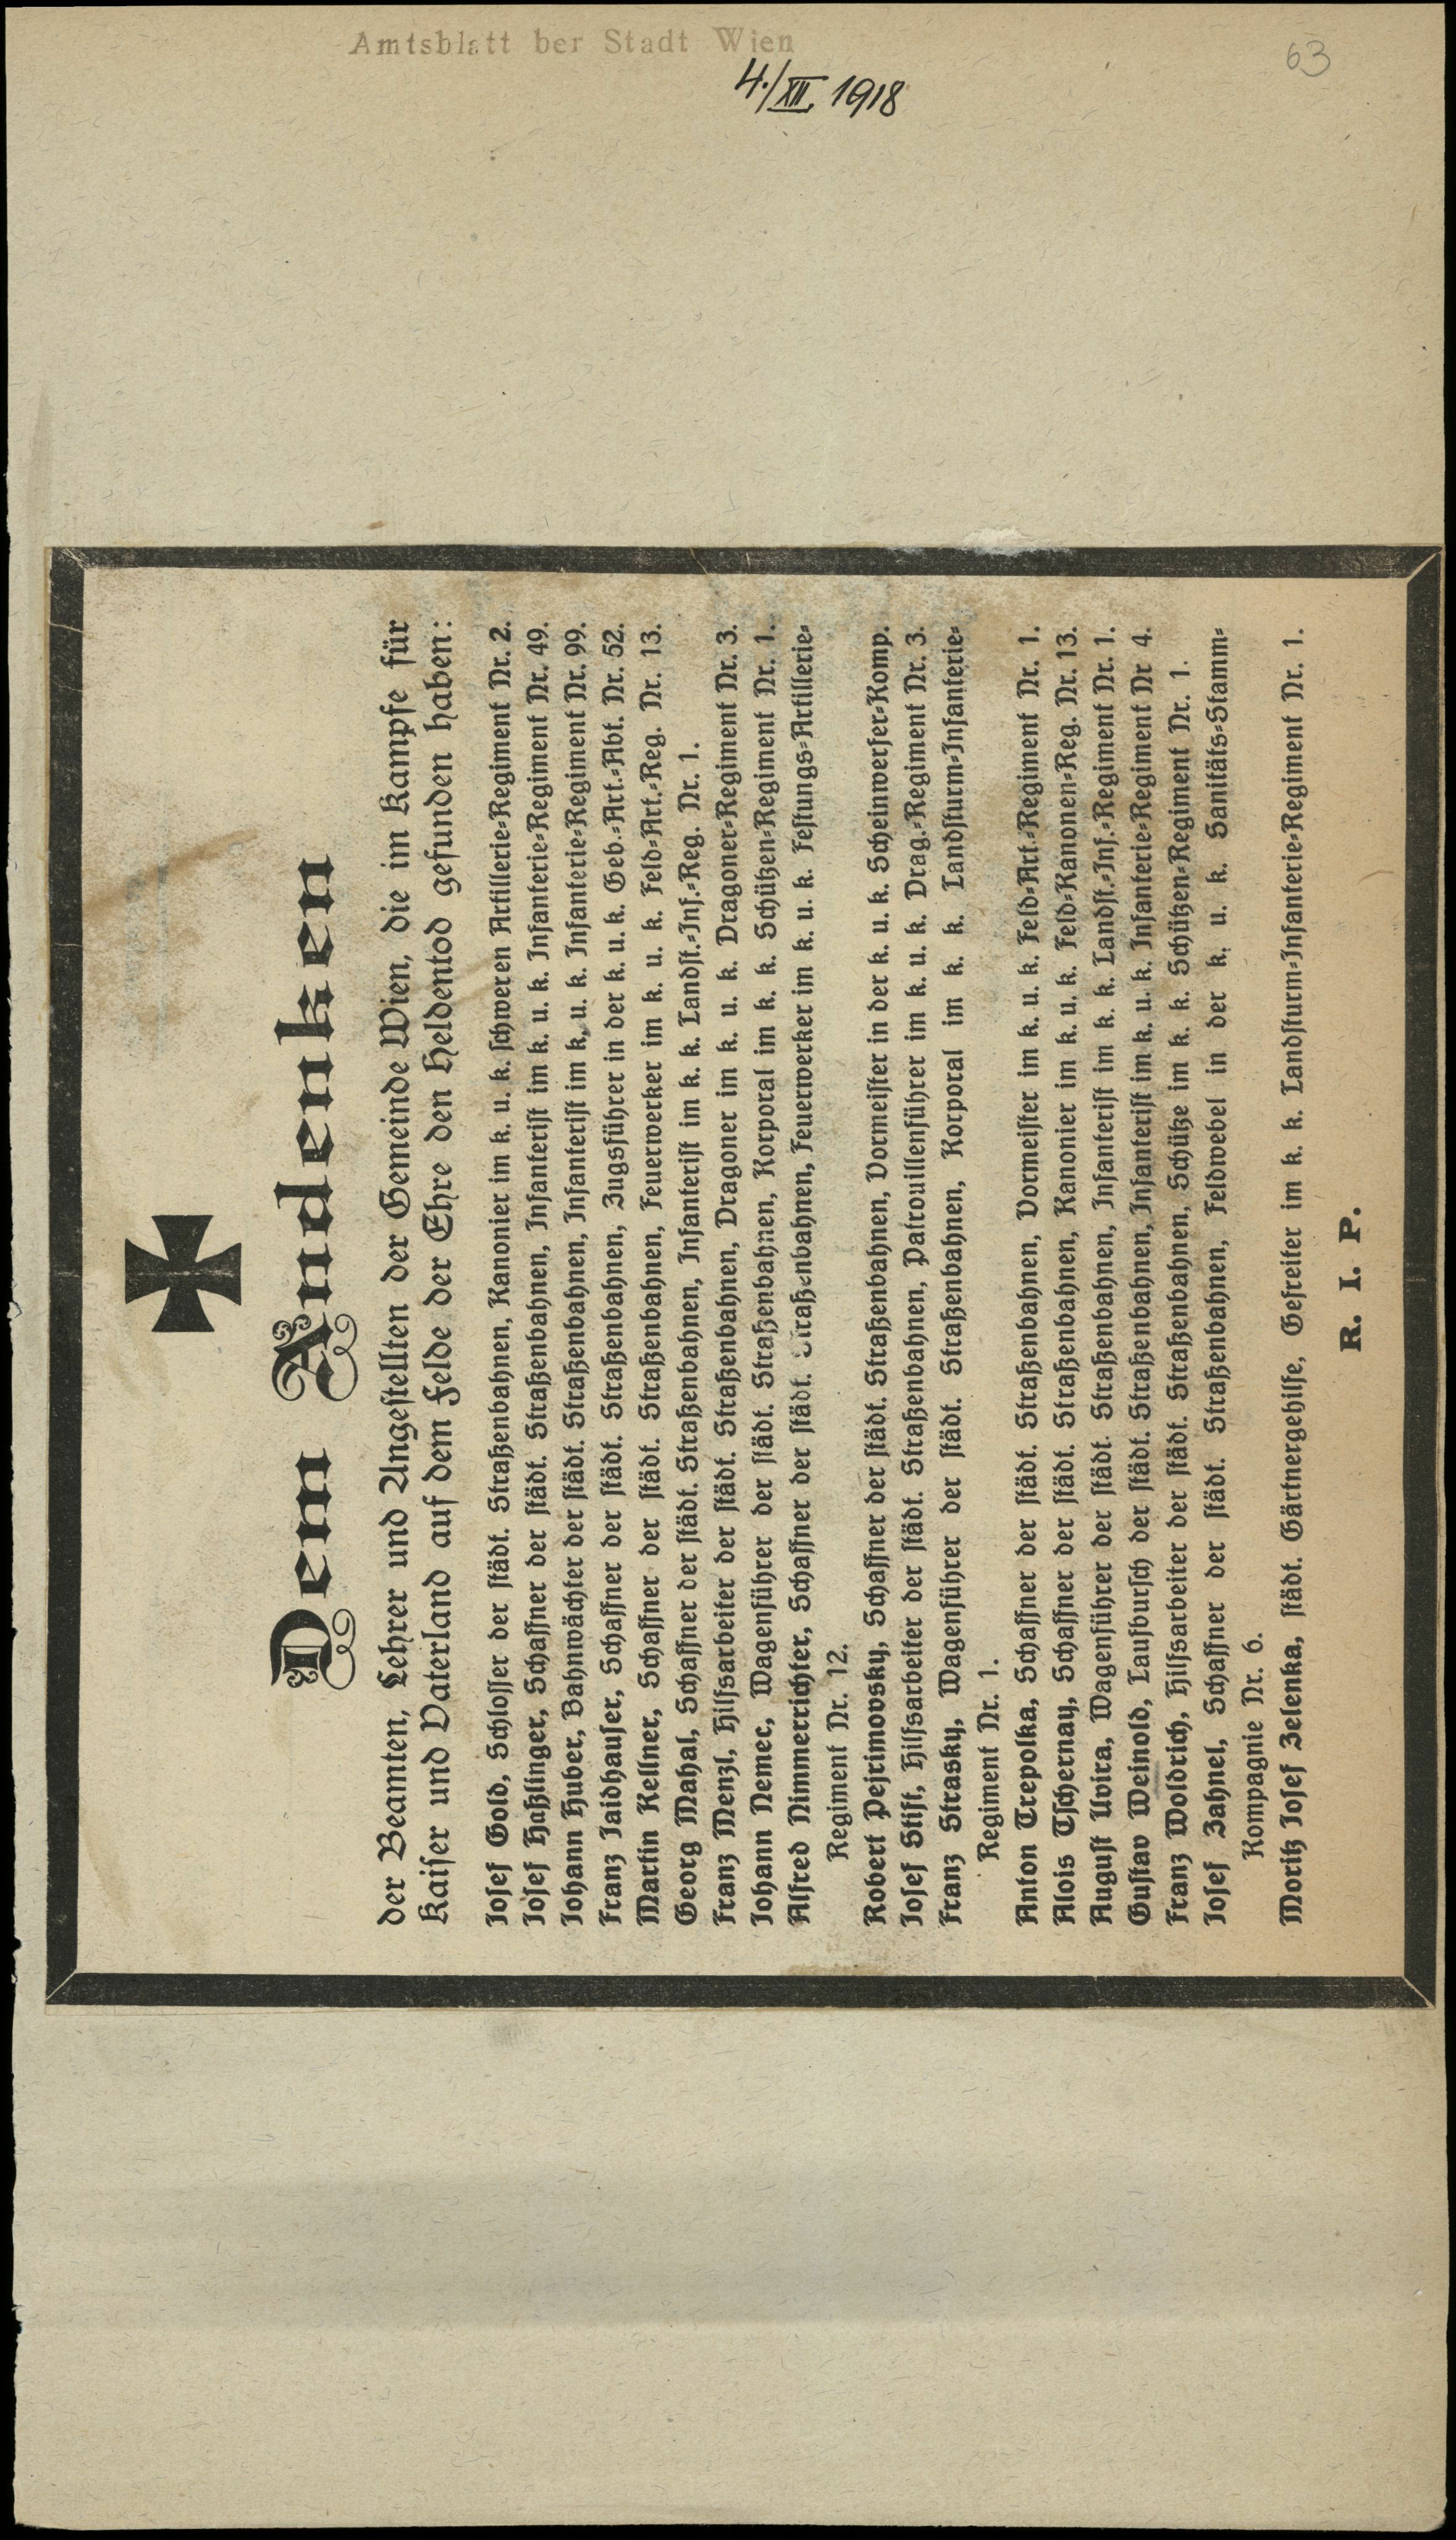 Amtsblatt der Stadt Wien
4./XII. 1918
63
Dem Andenken
der Beamten, Lehrer und Angestellten der Gemeinde Wien, die im Kampfe für
Kaiser und Vaterland auf dem Felde der Ehre den Heldentod gefunden haben:
Josef Gold, Schlosser der städt. Straßenbahnen, Kanonier im k. u. k. schweren Artillerie-Regiment Nr. 2.
Josef Haßlinger, Schaffner der städt. Straßenbahnen, Infanterist im k. u. k. Infanterie-Regiment Nr. 49.
Johann Huber, Bahnwächter der städt. Straßenbahnen, Infanterist im k. u. k. Infanterie-Regiment Nr. 99.
Franz Jaidhauser, Schaffner der städt. Straßenbahnen, Zugsführer in der k. u. k. Geb.-Art.-Abt. Nr. 52.
Martin Kellner, Schaffner der städt. Straßenbahnen, Feuerwerker im k. u. k. Feld-Art.-Reg. Nr. 13.
Georg Mahal, Schaffner der städt. Straßenbahnen, Infanterist im k. k. Landst.-Inf.-Reg. Nr. 1.
Franz Menzl, Hilfsarbeiter der städt. Straßenbahnen, Dragoner im k. u. k. Dragoner-Regiment Nr. 3.
Johann Nemec, Wagenführer der städt. Straßenbahnen, Korporal im k. k. Schützen-Regiment Nr. 1.
Alfred Nimmerrichter, Schaffner der städt. Straßenbahnen, Feuerwerker im k. u. k. Festungs-Artillerie-
Regiment Nr. 12.
Robert Pejrimovsky, Schaffner der städt. Straßenbahnen, Vormeister in der k. u. k. Scheinwerfer-Komp.
Josef Stift, Hilfsarbeiter der städt. Straßenbahnen, Patrouillenführer im k. u. k. Drag.-Regiment Nr. 3.
Franz Strasky, Wagenführer der städt. Straßenbahnen, Korporal im k. k. Landsturm-Infanterie-
Regiment Nr. 1.
Anton Trepolka, Schaffner der städt. Straßenbahnen, Vormeister im k. u. k. Feld-Art.-Regiment Nr. 1.
Alois Tschernay, Schaffner der städt. Straßenbahnen, Kanonier im k. u. k. Feld-Kanonen-Reg. Nr. 13.
August Uvira, Wagenführer der städt. Straßenbahnen, Infanterist im k. k. Landst.-Inf.-Regiment Nr. 1.
Gustav Weinold, Laufbursch der städt. Straßenbahnen, Infanterist im k. u. k. Infanterie-Regiment Nr 4.
Franz Woldrich, Hilfsarbeiter der städt. Straßenbahnen, Schütze im k. k. Schützen-Regiment Nr. 1.
Josef Zahnel, Schaffner der städt. Straßenbahnen, Feldwebel in der k. u. k. Sanitäts-Stamm-
Kompagnie Nr. 6.
Moritz Josef Zelenka, städt. Gärtnergehilfe, Gefreiter im k. k. Landsturm-Infanterie-Regiment Nr. 1.
R. I. P.